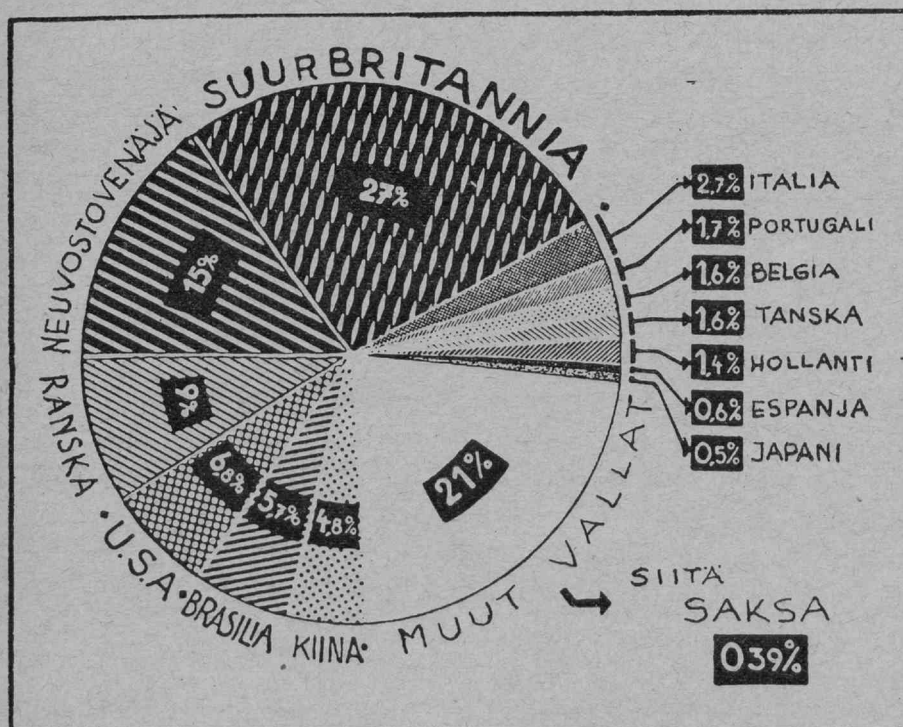 SUURBRITANNIA
27%
NEUVOSTOVENÄJÄ
15%
RANSKA
9%
U.S.A.
6,8%
BRASILIA
5,7%
KIINA
4,8%
MUUT VALLAT
21%
2,7% ITALIA
1,7% PORTUGALI
1,6% BELGIA
1,6% TANSKA
1,4% HOLLANTI
0,6% ESPANJA
0,5% JAPANI
SIITÄ
SAKSA
039%